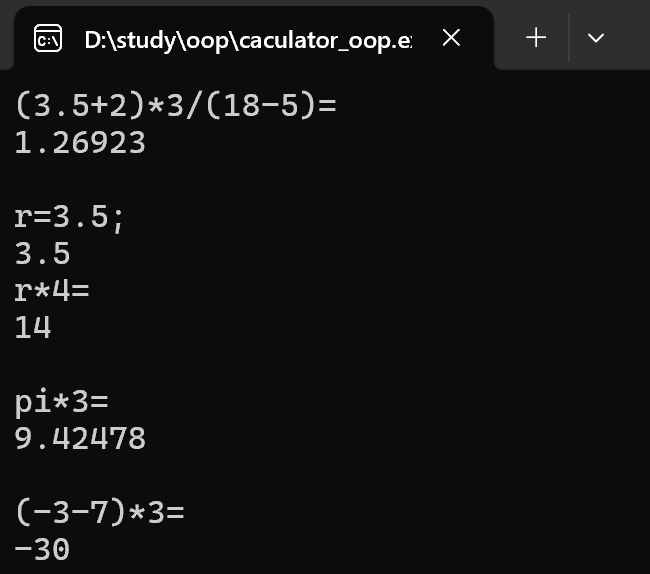 D:\study\oop\caculator_oop.e
(3.5+2)*3/(18-5)=
1.26923
r=3.5;
3.5
r*4=
14
pi*3=
9.42478
(-3-7)*3=
-30